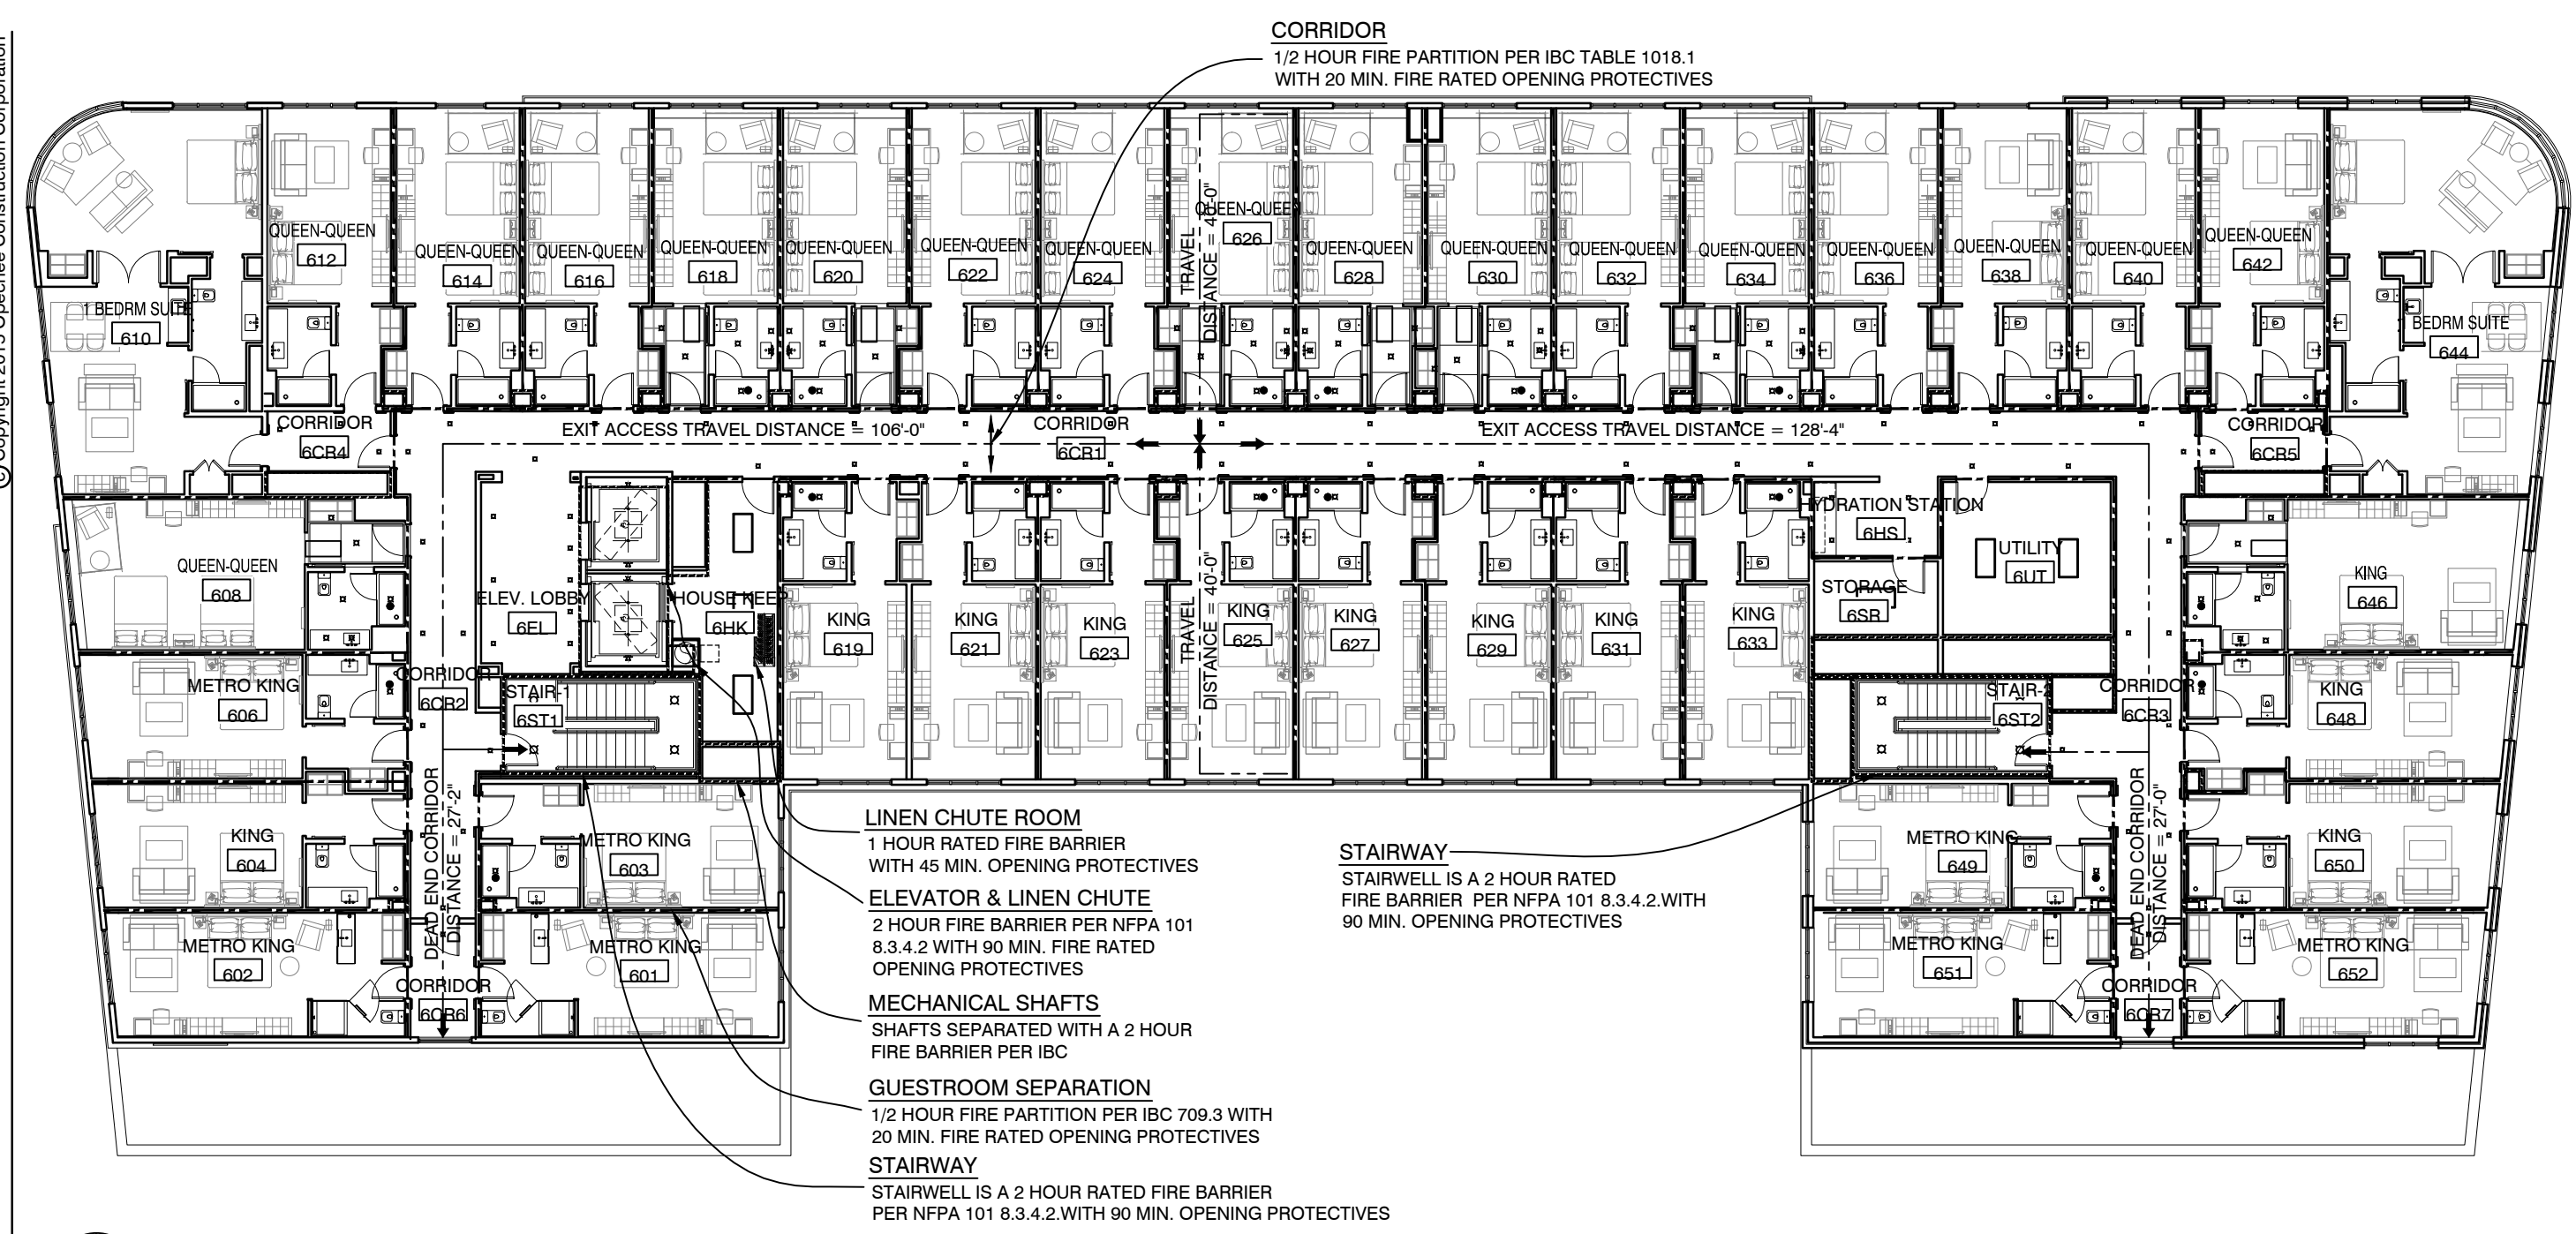 © Copyright 2015 Opechee Construction Corporation
CORRIDOR
1/2 HOUR FIRE PARTITION PER IBC TABLE 1018.1
WITH 20 MIN. FIRE RATED OPENING PROTECTIVES
1 BEDRM SUITE
610
QUEEN-QUEEN
612
QUEEN-QUEEN
614
QUEEN-QUEEN
616
QUEEN-QUEEN
618
QUEEN-QUEEN
620
QUEEN-QUEEN
622
QUEEN-QUEEN
624
QUEEN-QUEEN
626
TRAVEL
DISTANCE = 41'-0"
QUEEN-QUEEN
628
QUEEN-QUEEN
630
QUEEN-QUEEN
632
QUEEN-QUEEN
634
QUEEN-QUEEN
636
QUEEN-QUEEN
638
QUEEN-QUEEN
640
QUEEN-QUEEN
642
BEDRM SUITE
644
CORRIDOR
6CR4
EXIT ACCESS TRAVEL DISTANCE = 106'-0"
CORRIDOR
6CR1
EXIT ACCESS TRAVEL DISTANCE = 128'-4"
CORRIDOR
6CR5
QUEEN-QUEEN
608
ELEV. LOBBY
6EL
HOUSE KEEP
6HK
KING
619
KING
621
KING
623
TRAVEL
DISTANCE = 40'-0"
KING
625
KING
627
KING
629
KING
631
KING
633
HYDRATION STATION
6HS
STORAGE
6SR
UTILITY
6UT
KING
646
METRO KING
606
CORRIDOR
6CR2
STAIR-1
6ST1
STAIR-2
6ST2
CORRIDOR
6CR3
KING
648
KING
604
DEAD END CORRIDOR
DISTANCE = 27'-2"
METRO KING
603
METRO KING
649
DEAD END CORRIDOR
DISTANCE = 27'-0"
KING
650
METRO KING
602
METRO KING
601
METRO KING
651
METRO KING
652
CORRIDOR
6CR6
CORRIDOR
6CR7
LINEN CHUTE ROOM
1 HOUR RATED FIRE BARRIER
WITH 45 MIN. OPENING PROTECTIVES
ELEVATOR & LINEN CHUTE
2 HOUR FIRE BARRIER PER NFPA 101
8.3.4.2 WITH 90 MIN. FIRE RATED
OPENING PROTECTIVES
MECHANICAL SHAFTS
SHAFTS SEPARATED WITH A 2 HOUR
FIRE BARRIER PER IBC
GUESTROOM SEPARATION
1/2 HOUR FIRE PARTITION PER IBC 709.3 WITH
20 MIN. FIRE RATED OPENING PROTECTIVES
STAIRWAY
STAIRWELL IS A 2 HOUR RATED FIRE BARRIER
PER NFPA 101 8.3.4.2.WITH 90 MIN. OPENING PROTECTIVES
STAIRWAY
STAIRWELL IS A 2 HOUR RATED
FIRE BARRIER PER NFPA 101 8.3.4.2.WITH
90 MIN. OPENING PROTECTIVES